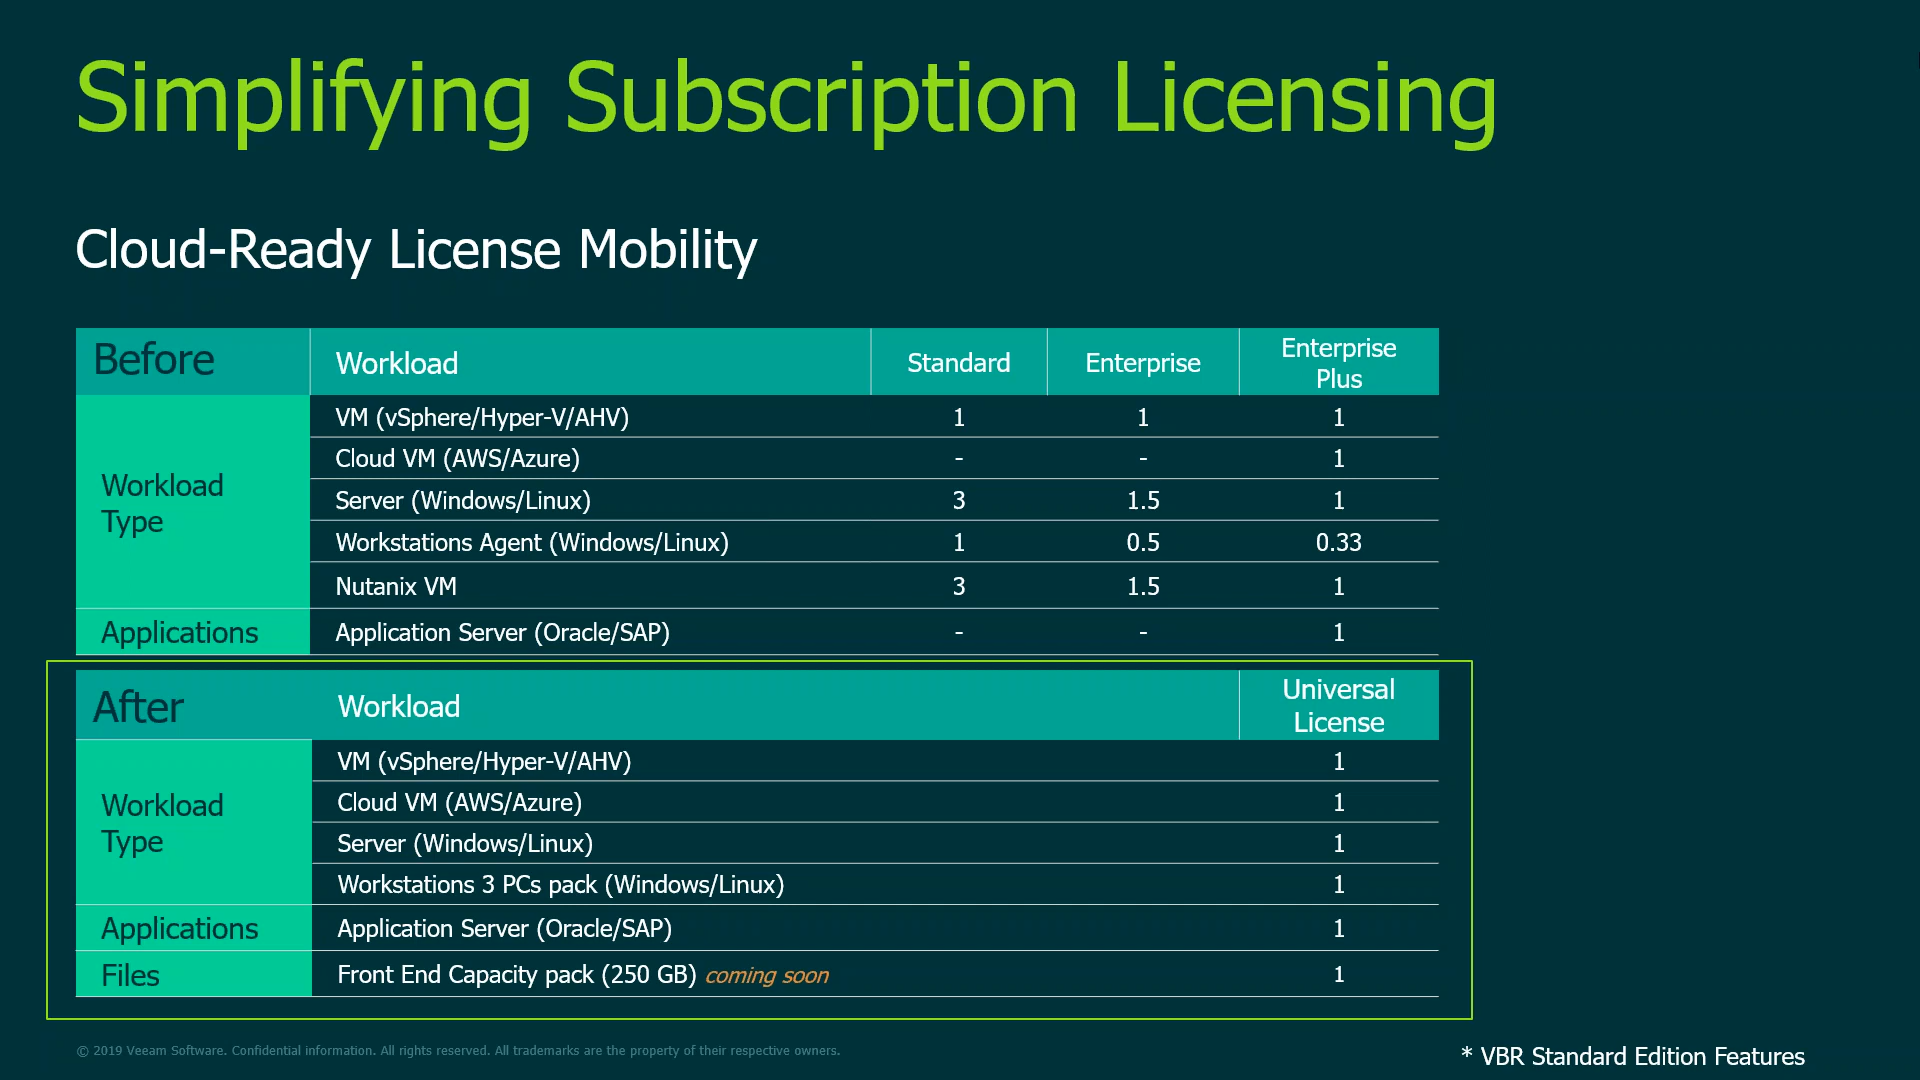 Simplifying Subscription Licensing
Cloud-Ready License Mobility
Before Workload Standard Enterprise Enterprise Plus
Workload Type
VM (vSphere/Hyper-V/AHV) 1 1 1
Cloud VM (AWS/Azure) - - 1
Server (Windows/Linux) 3 1.5 1
Workstations Agent (Windows/Linux) 1 0.5 0.33
Nutanix VM 3 1.5 1
Applications Application Server (Oracle/SAP) - - 1
After Workload Universal License
Workload Type
VM (vSphere/Hyper-V/AHV) 1
Cloud VM (AWS/Azure) 1
Server (Windows/Linux) 1
Workstations 3 PCs pack (Windows/Linux) 1
Applications Application Server (Oracle/SAP) 1
Files Front End Capacity pack (250 GB) coming soon 1
© 2019 Veeam Software. Confidential information. All rights reserved. All trademarks are the property of their respective owners.
* VBR Standard Edition Features